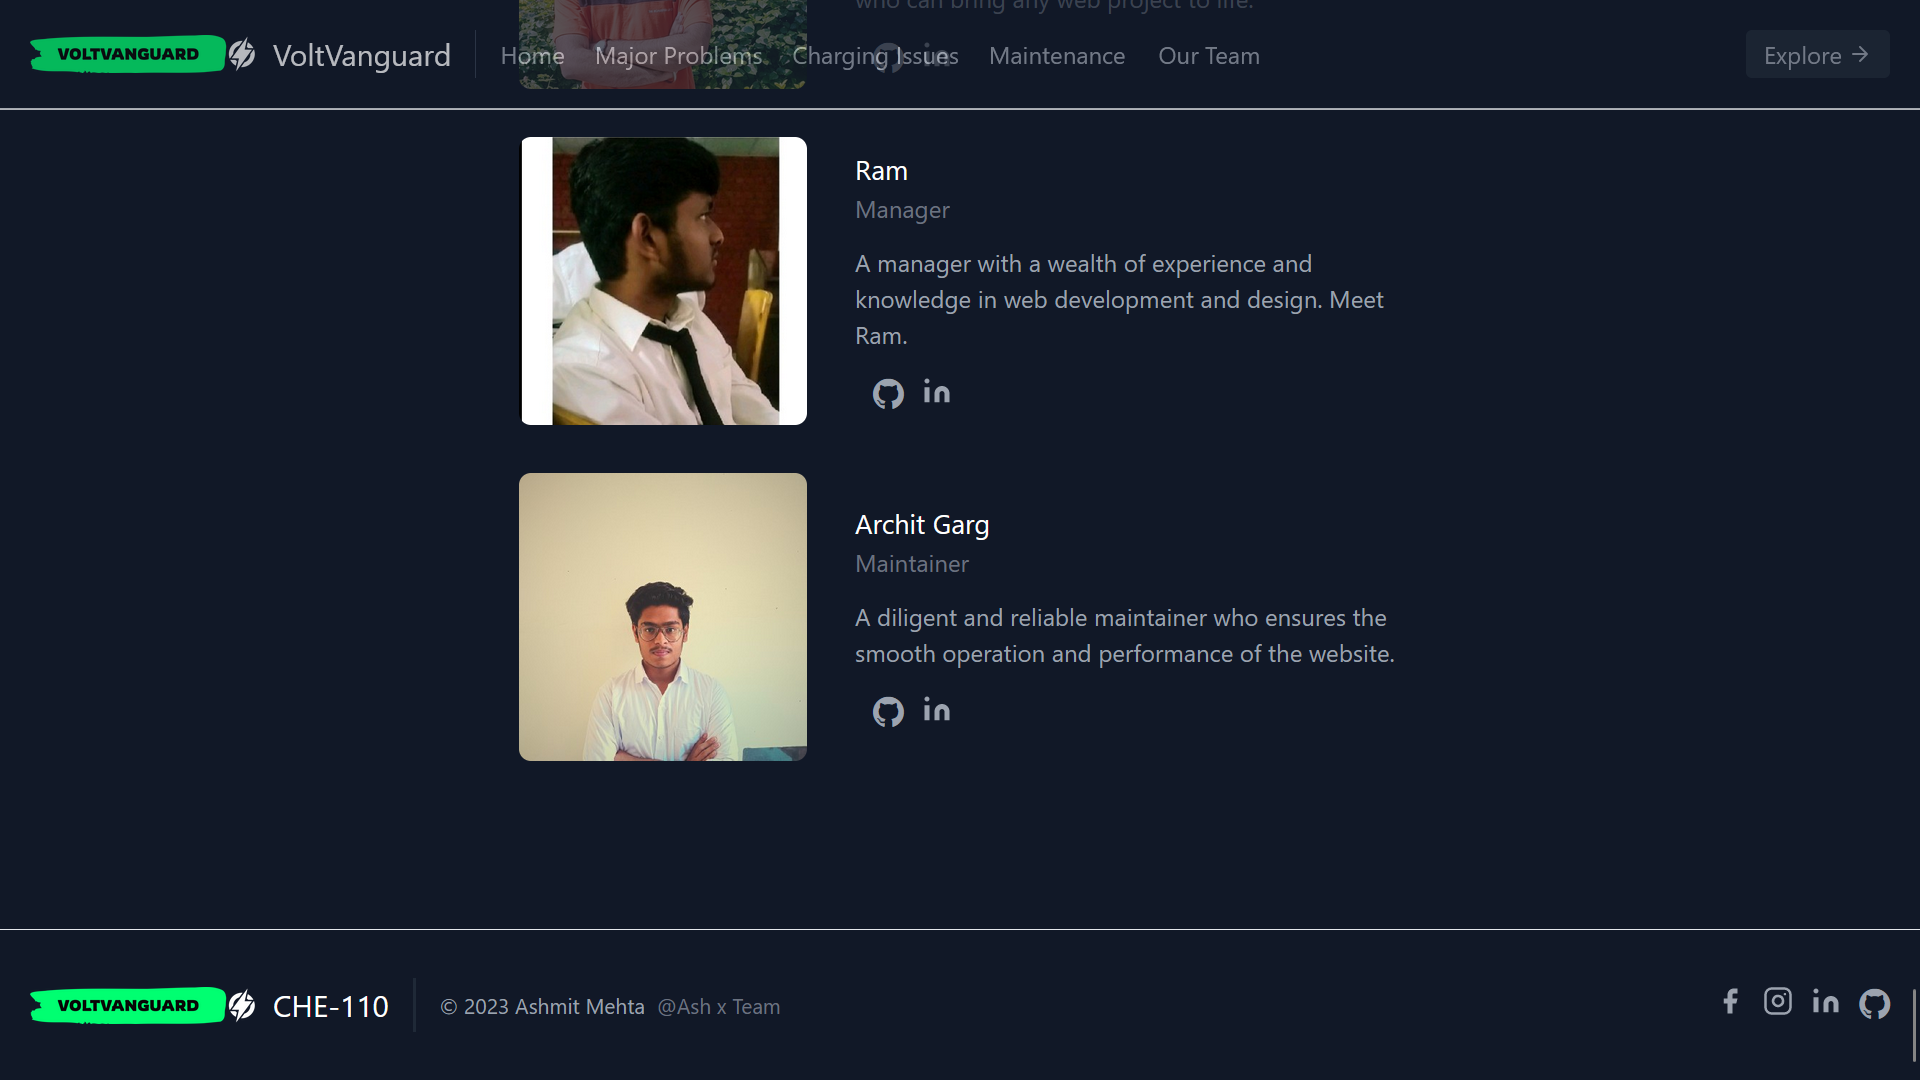 who can bring any web project to life.
VOLTVANGUARD VoltVanguard Home Major Problems Charging Issues Maintenance Our Team Explore →
Ram
Manager
A manager with a wealth of experience and
knowledge in web development and design. Meet
Ram.
Archit Garg
Maintainer
A diligent and reliable maintainer who ensures the
smooth operation and performance of the website.
VOLTVANGUARD CHE-110 © 2023 Ashmit Mehta @Ash x Team